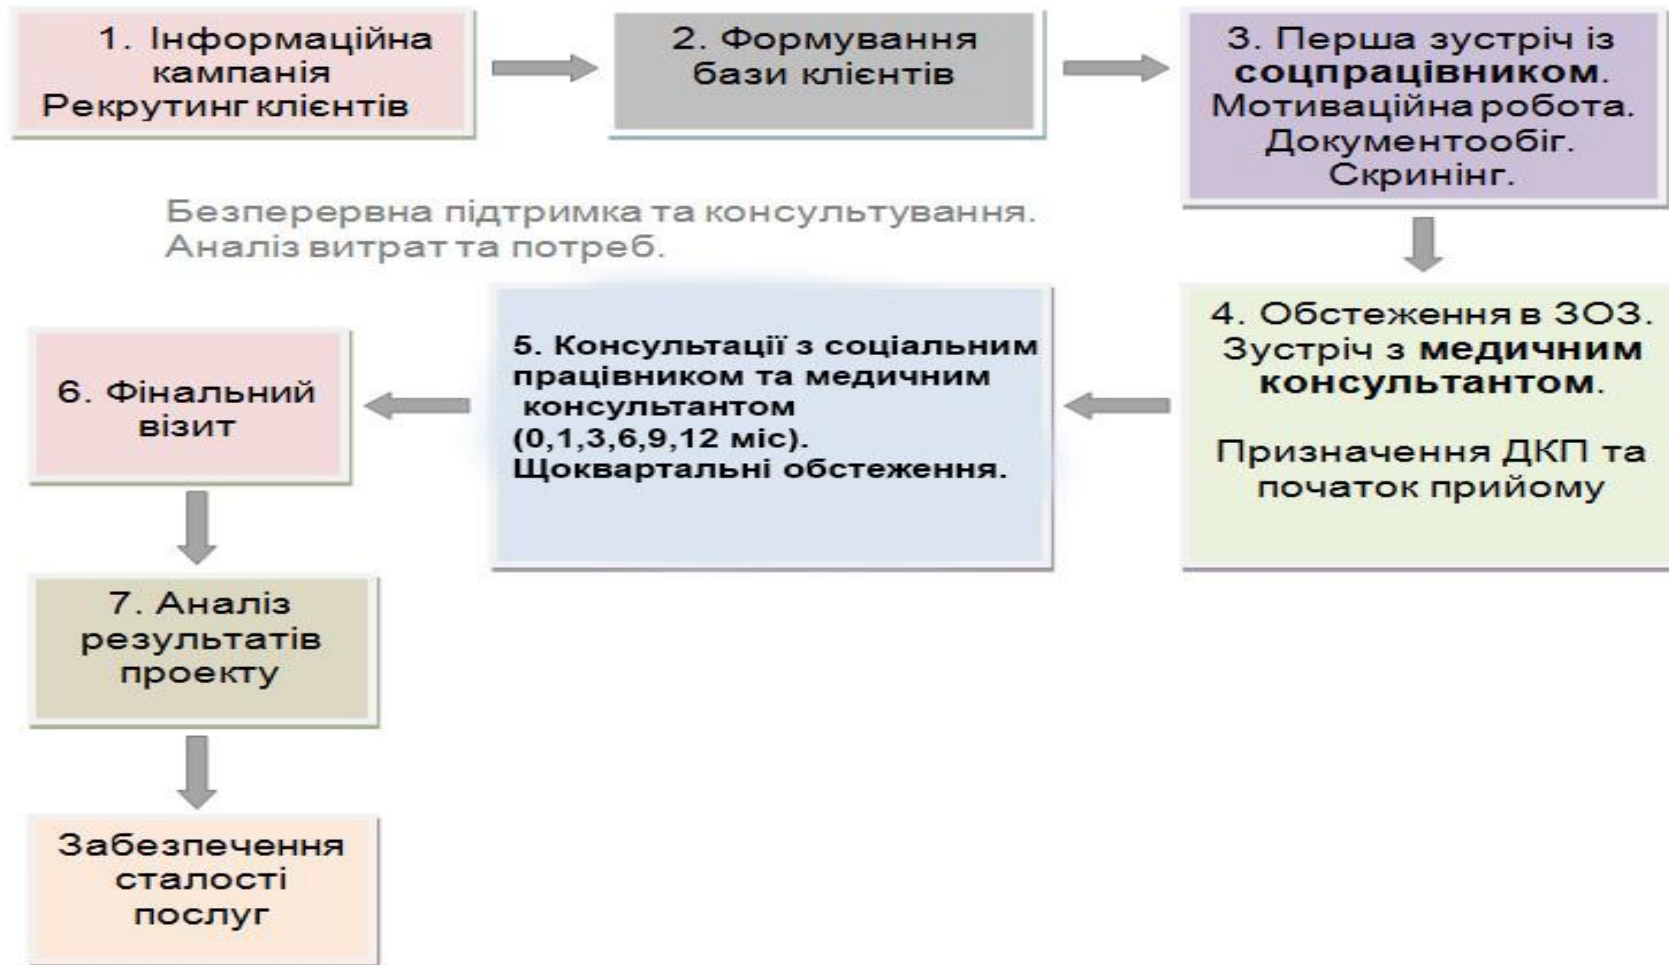 1. Інформаційна
кампанія
Рекрутинг клієнтів
2. Формування
бази клієнтів
3. Перша зустріч із
соцпрацівником.
Мотиваційна робота.
Документообіг.
Скринінг.
Безперервна підтримка та консультування.
Аналіз витрат та потреб.
4. Обстеження в ЗОЗ.
Зустріч з медичним
консультантом.
Призначення ДКП та
початок прийому
5. Консультації з соціальним
працівником та медичним
консультантом
(0,1,3,6,9,12 міс).
Щоквартальні обстеження.
6. Фінальний
візит
7. Аналіз
результатів
проекту
Забезпечення
сталості
послуг